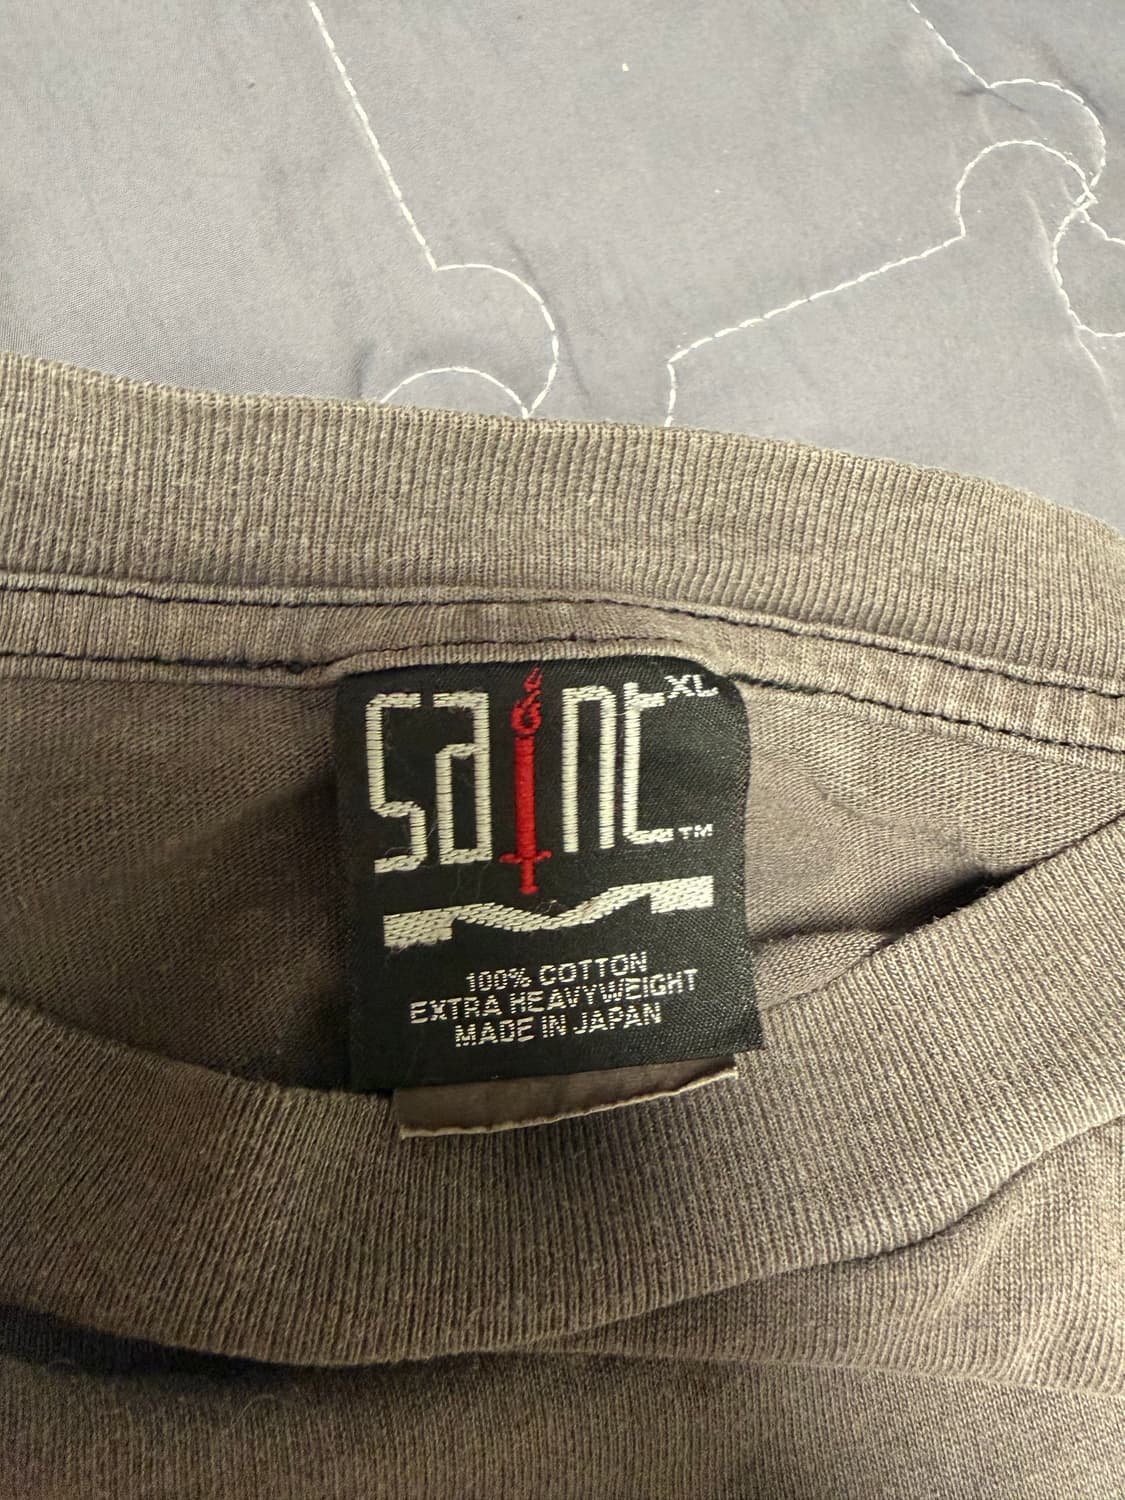 saint XL
TM
100% COTTON
EXTRA HEAVYWEIGHT
MADE IN JAPAN